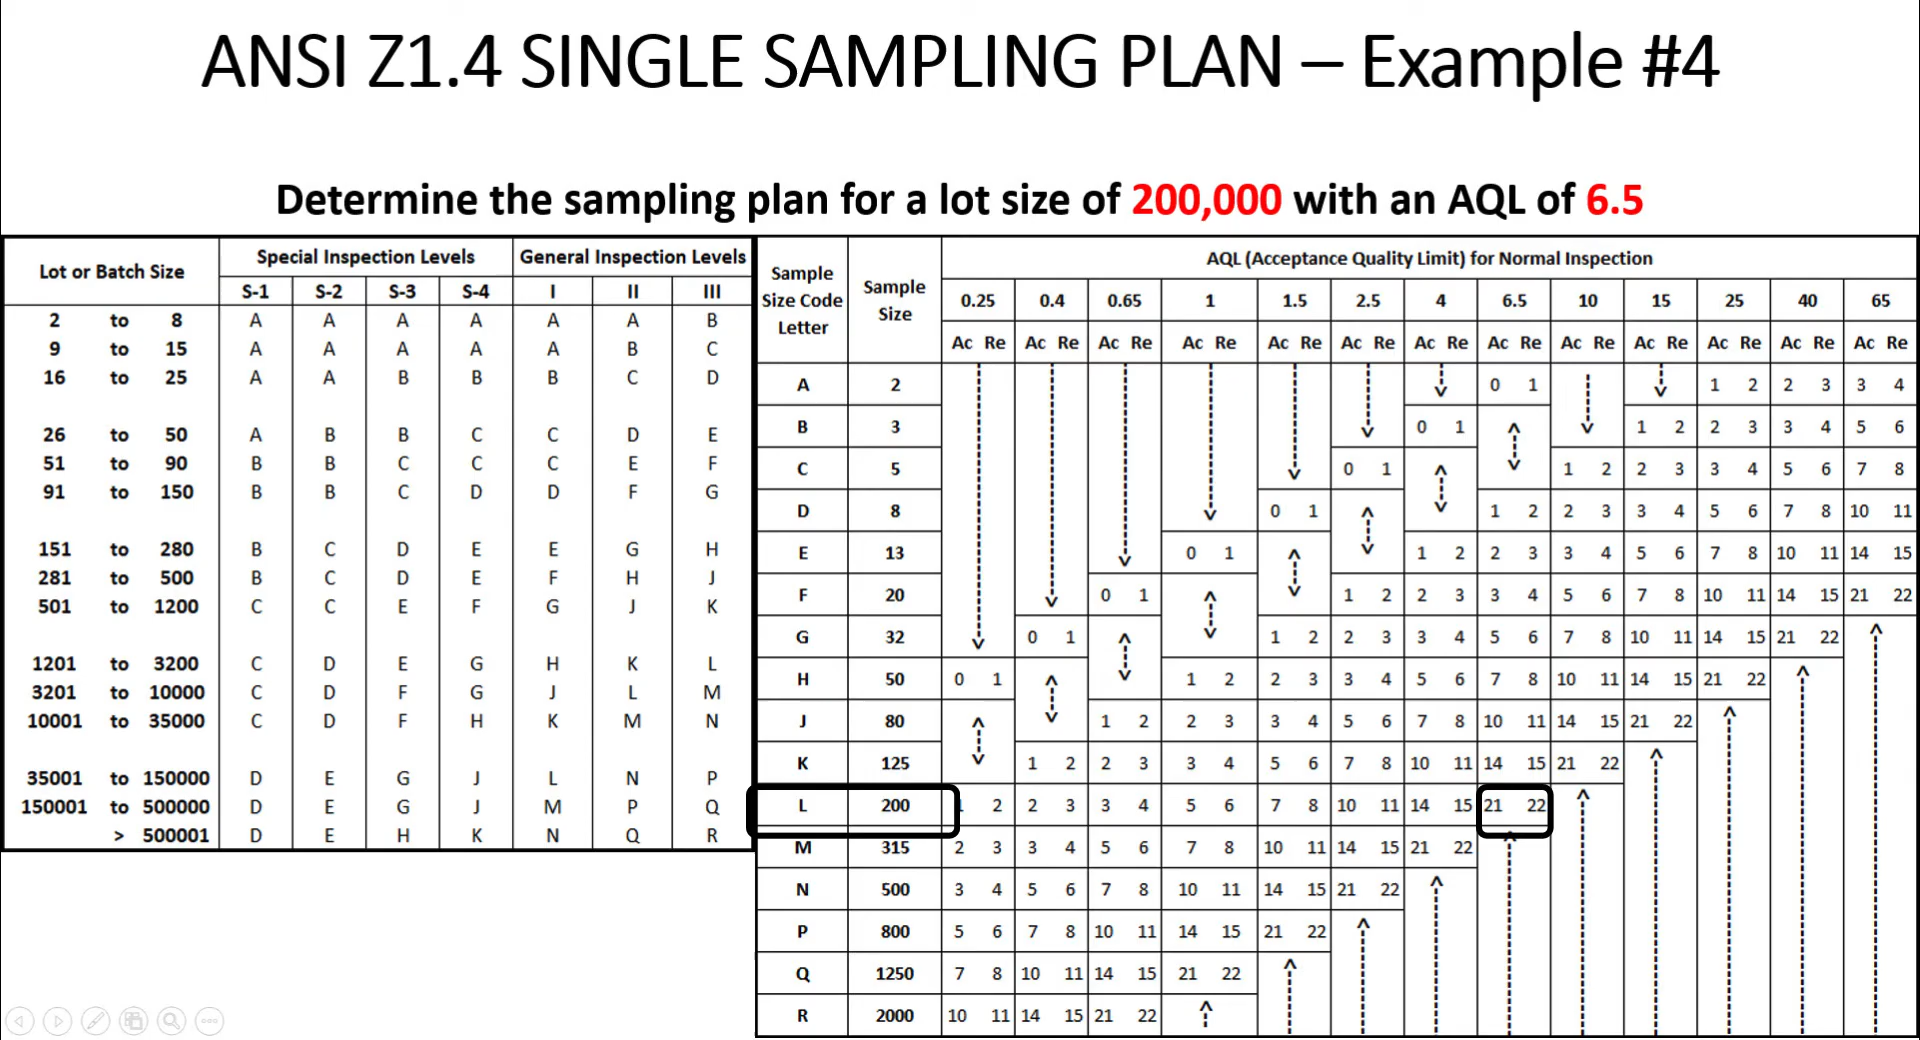 ANSI Z1.4 SINGLE SAMPLING PLAN – Example #4
Determine the sampling plan for a lot size of 200,000 with an AQL of 6.5
Lot or Batch Size Special Inspection Levels General Inspection Levels
S-1 S-2 S-3 S-4 I II III
2 to 8 A A A A A A B
9 to 15 A A A A A B C
16 to 25 A A B B B C D
26 to 50 A B B C C D E
51 to 90 B B C C C E F
91 to 150 B B C D D F G
151 to 280 B C D E E G H
281 to 500 B C D E F H J
501 to 1200 C C E F G J K
1201 to 3200 C D E G H K L
3201 to 10000 C D F G J L M
10001 to 35000 C D F H K M N
35001 to 150000 D E G J L N P
150001 to 500000 D E G J M P Q
> 500001 D E H K N Q R
Sample Size Code Letter Sample Size AQL (Acceptance Quality Limit) for Normal Inspection
0.25 0.4 0.65 1 1.5 2.5 4 6.5 10 15 25 40 65
Ac Re Ac Re Ac Re Ac Re Ac Re Ac Re Ac Re Ac Re Ac Re Ac Re Ac Re Ac Re Ac Re
A 2 0 1 1 2 2 3 3 4
B 3 0 1 1 2 2 3 3 4 5 6
C 5 0 1 1 2 2 3 3 4 5 6 7 8
D 8 0 1 1 2 2 3 3 4 5 6 7 8 10 11
E 13 0 1 1 2 2 3 3 4 5 6 7 8 10 11 14 15
F 20 0 1 1 2 2 3 3 4 5 6 7 8 10 11 14 15 21 22
G 32 0 1 1 2 2 3 3 4 5 6 7 8 10 11 14 15 21 22
H 50 0 1 1 2 2 3 3 4 5 6 7 8 10 11 14 15 21 22
J 80 1 2 2 3 3 4 5 6 7 8 10 11 14 15 21 22
K 125 1 2 2 3 3 4 5 6 7 8 10 11 14 15 21 22
L 200 1 2 2 3 3 4 5 6 7 8 10 11 14 15 21 22
M 315 2 3 3 4 5 6 7 8 10 11 14 15 21 22
N 500 3 4 5 6 7 8 10 11 14 15 21 22
P 800 5 6 7 8 10 11 14 15 21 22
Q 1250 7 8 10 11 14 15 21 22
R 2000 10 11 14 15 21 22